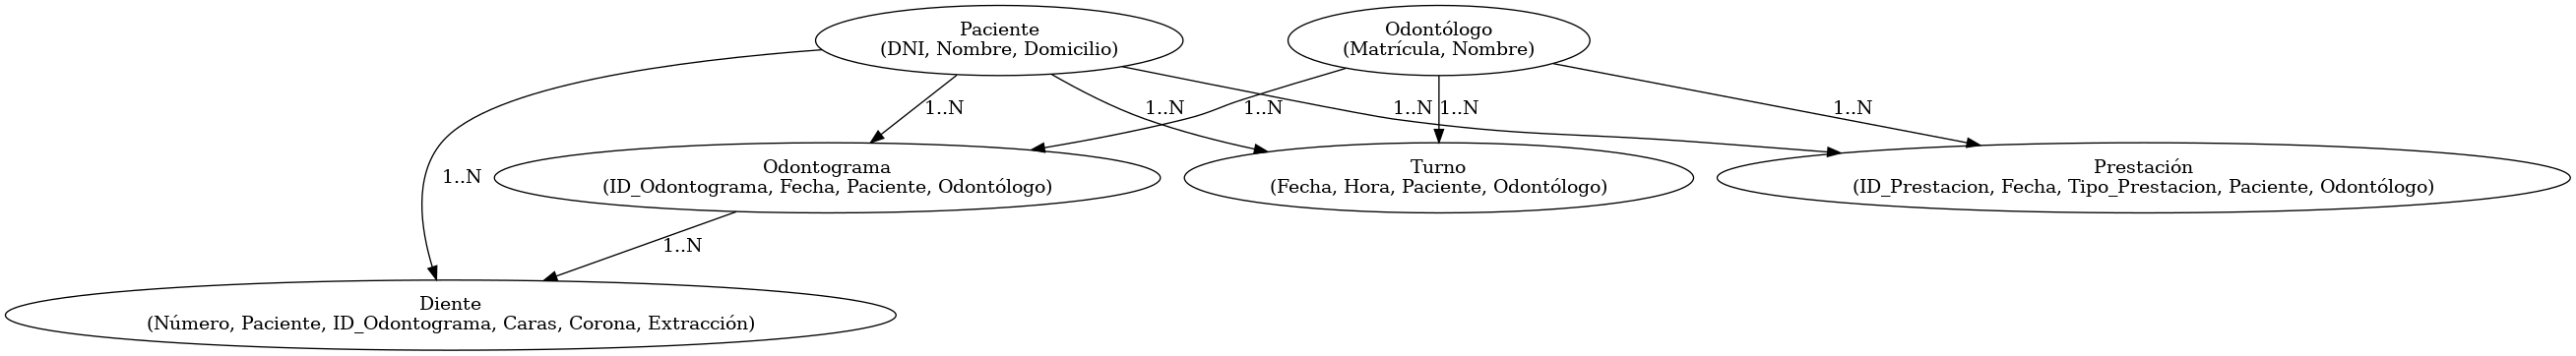 Paciente
(DNI, Nombre, Domicilio)
Odontólogo
(Matrícula, Nombre)
1..N
1..N
1..N
1..N
1..N
1..N
1..N
Odontograma
(ID_Odontograma, Fecha, Paciente, Odontólogo)
Turno
(Fecha, Hora, Paciente, Odontólogo)
Prestación
(ID_Prestacion, Fecha, Tipo_Prestacion, Paciente, Odontólogo)
1..N
Diente
(Número, Paciente, ID_Odontograma, Caras, Corona, Extracción)